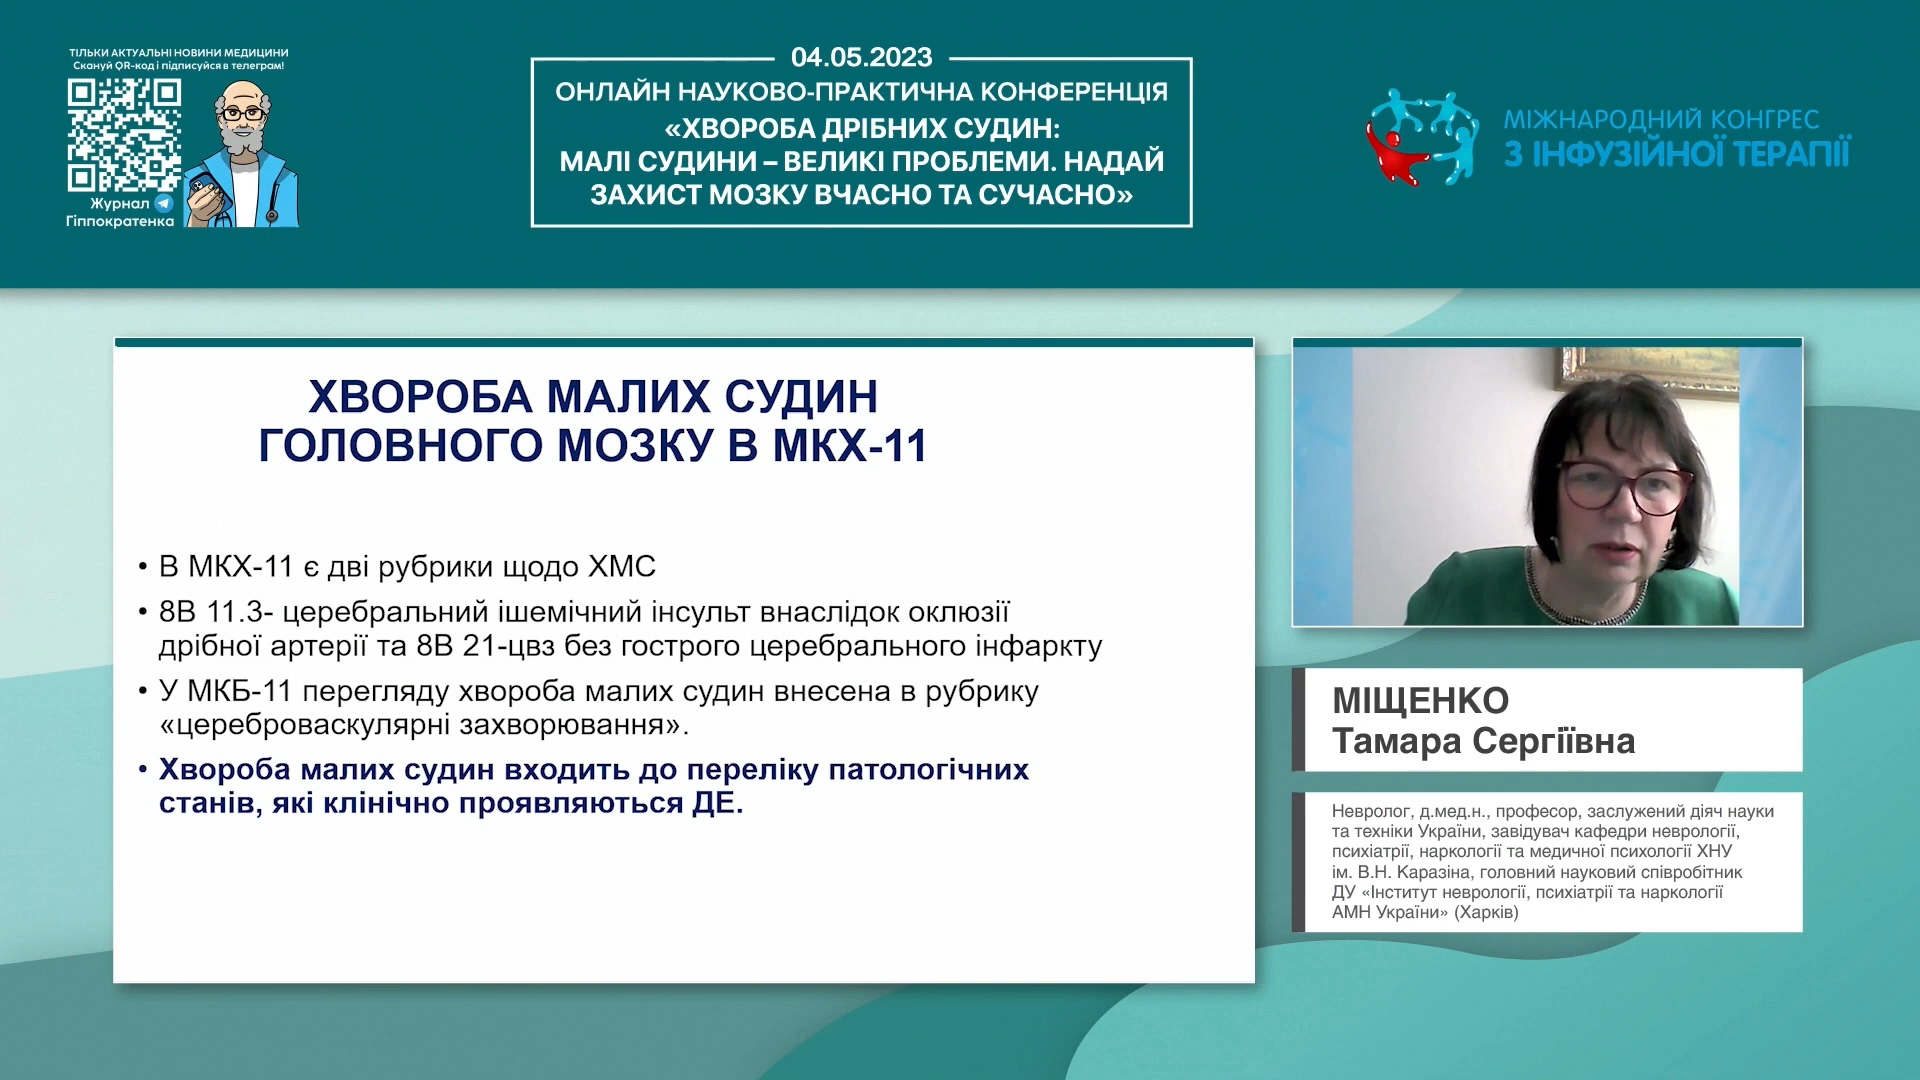 ТІЛЬКИ АКТУАЛЬНІ НОВИНИ МЕДИЦИНИ
Скануй QR-код і підписуйся в телеграм!
Журнал
Гіппократенка
04.05.2023
ОНЛАЙН НАУКОВО-ПРАКТИЧНА КОНФЕРЕНЦІЯ
«ХВОРОБА ДРІБНИХ СУДИН:
МАЛІ СУДИНИ – ВЕЛИКІ ПРОБЛЕМИ. НАДАЙ
ЗАХИСТ МОЗКУ ВЧАСНО ТА СУЧАСНО»
МІЖНАРОДНИЙ КОНГРЕС
З ІНФУЗІЙНОЇ ТЕРАПІЇ
ХВОРОБА МАЛИХ СУДИН
ГОЛОВНОГО МОЗКУ В МКХ-11
• В МКХ-11 є дві рубрики щодо ХМС
• 8В 11.3- церебральний ішемічний інсульт внаслідок оклюзії
дрібної артерії та 8В 21-цвз без гострого церебрального інфаркту
• У МКБ-11 перегляду хвороба малих судин внесена в рубрику
«цереброваскулярні захворювання».
• Хвороба малих судин входить до переліку патологічних
станів, які клінічно проявляються ДЕ.
МІЩЕНКО
Тамара Сергіївна
Невролог, д.мед.н., професор, заслужений діяч науки
та техніки України, завідувач кафедри неврології,
психіатрії, наркології та медичної психології ХНУ
ім. В.Н. Каразіна, головний науковий співробітник
ДУ «Інститут неврології, психіатрії та наркології
АМН України» (Харків)